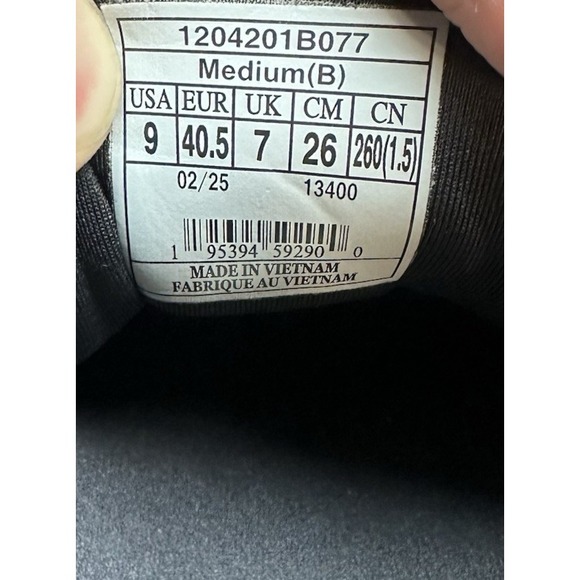 1204201B077
Medium(B)
USA EUR UK CM CN
9 40.5 7 26 260(1.5)
02/25 13400
1 95394 59290 0
MADE IN VIETNAM
FABRIQUE AU VIETNAM